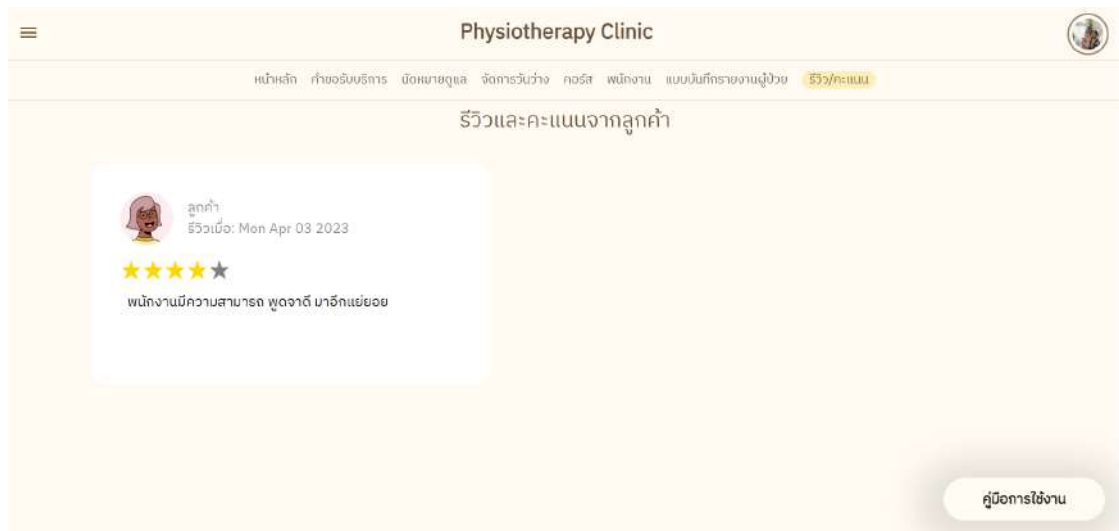 Physiotherapy Clinic
หน้าหลัก คำขอรับบริการ นัดหมายดูแล จัดการวันว่าง คอร์ส พนักงาน แบบบันทึกรายงานผู้ป่วย รีวิว/คะแนน
รีวิวและคะแนนจากลูกค้า
ลูกค้า
รีวิวเมื่อ: Mon Apr 03 2023
พนักงานมีความสามารถ พูดจาดี มาอีกแย่ยอย
คู่มือการใช้งาน